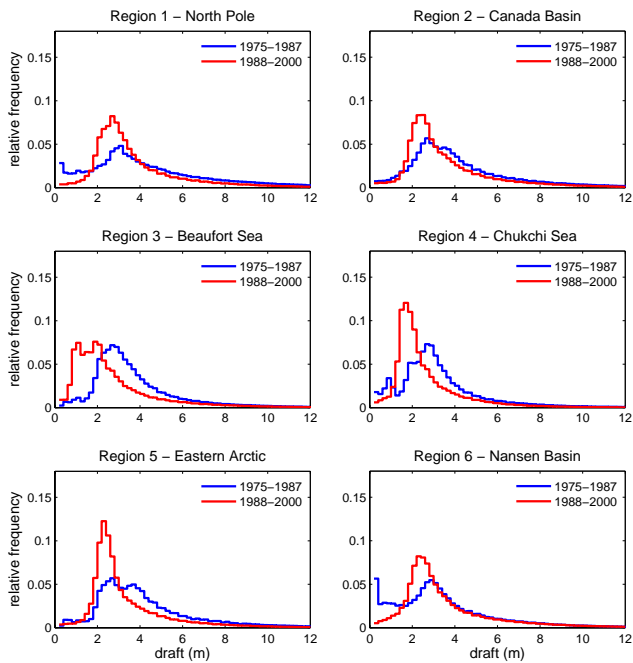 Region 1 – North Pole
relative frequency
0.15
0.1
0.05
0
0 2 4 6 8 10 12
1975–1987
1988–2000
Region 2 – Canada Basin
0.15
0.1
0.05
0
0 2 4 6 8 10 12
1975–1987
1988–2000
Region 3 – Beaufort Sea
relative frequency
0.15
0.1
0.05
0
0 2 4 6 8 10 12
1975–1987
1988–2000
Region 4 – Chukchi Sea
0.15
0.1
0.05
0
0 2 4 6 8 10 12
1975–1987
1988–2000
Region 5 – Eastern Arctic
relative frequency
0.15
0.1
0.05
0
0 2 4 6 8 10 12
draft (m)
1975–1987
1988–2000
Region 6 – Nansen Basin
0.15
0.1
0.05
0
0 2 4 6 8 10 12
draft (m)
1975–1987
1988–2000